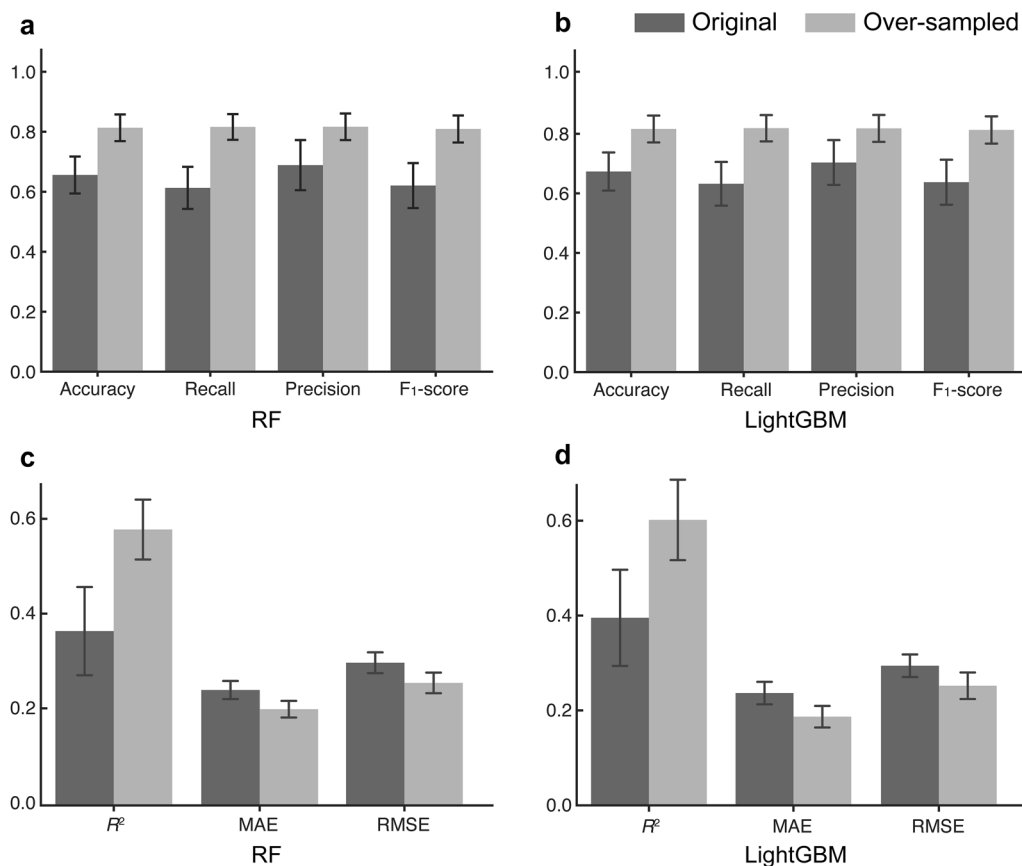 a
1.0
0.8
0.6
0.4
0.2
0.0
Accuracy Recall Precision F₁-score
RF
b
Original Over-sampled
1.0
0.8
0.6
0.4
0.2
0.0
Accuracy Recall Precision F₁-score
LightGBM
c
0.6
0.4
0.2
0.0
R² MAE RMSE
RF
d
0.6
0.4
0.2
0.0
R² MAE RMSE
LightGBM